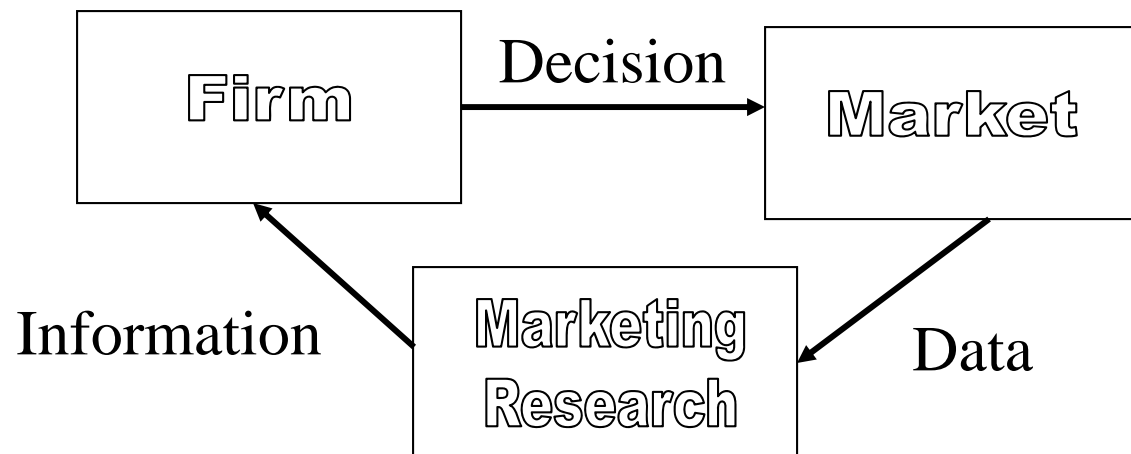 Firm
Decision
Market
Information
Marketing
Research
Data